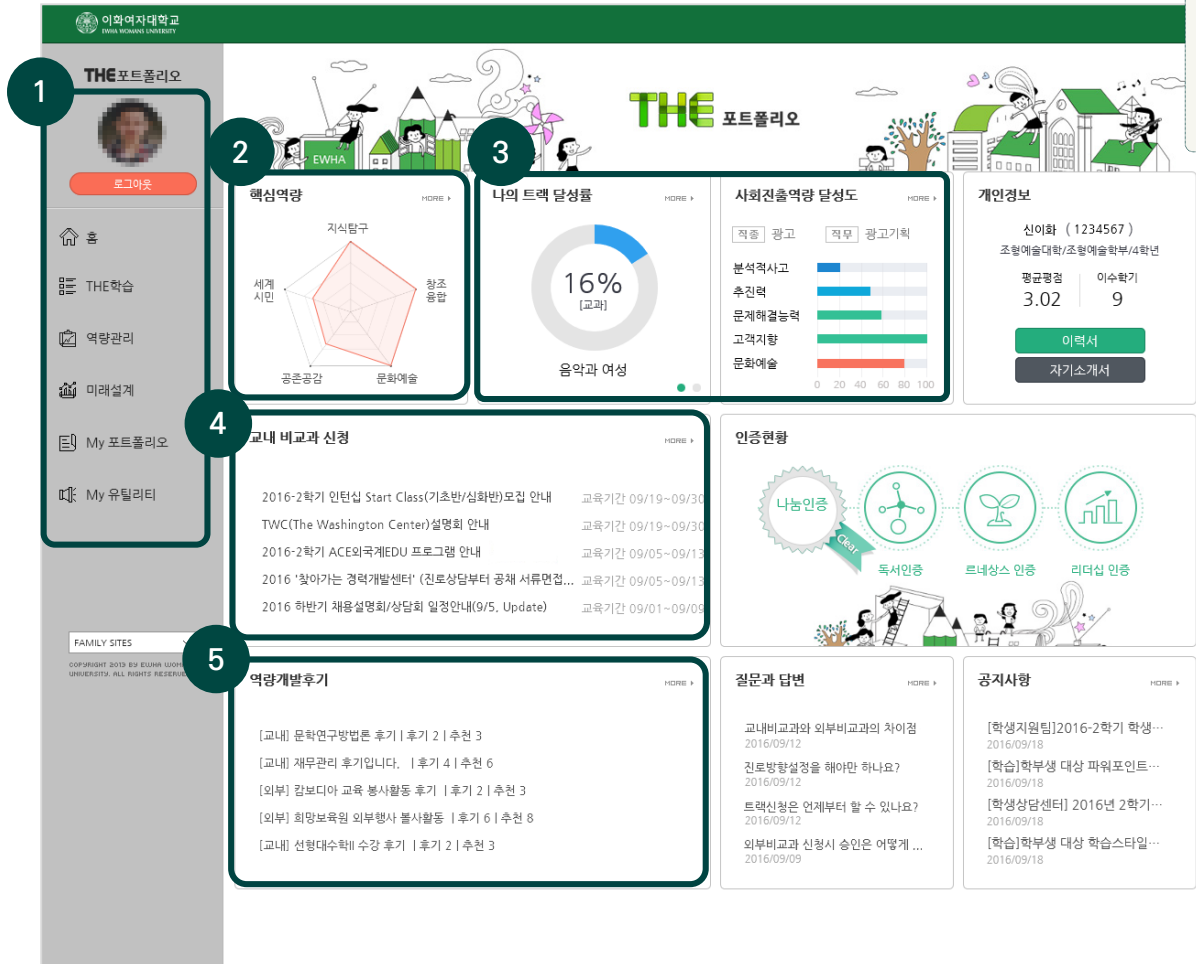 이화여자대학교
EWHA WOMANS UNIVERSITY
THE포트폴리오
1
로그아웃
홈
THE학습
역량관리
미래설계
My 포트폴리오
My 유틸리티
FAMILY SITES
COPYRIGHT 2013 BY EWHA
UNIVERSITY. ALL RIGHTS
EWHA
THE 포트폴리오
2
핵심역량
MORE
지식탐구
세계
시민
창조
융합
공존공감
문화예술
3
나의 트랙 달성률
MORE
16%
[교과]
음악과 여성
사회진출역량 달성도
MORE
직종 광고 직무 광고기획
분석적사고
추진력
문제해결능력
고객지향
문화예술
0 20 40 60 80 100
개인정보
신이화 ( 1234567 )
조형예술대학/조형예술학부/4학년
평균평점 이수학기
3.02 9
이력서
자기소개서
4
교내 비교과 신청
MORE
2016-2학기 인턴십 Start Class(기초반/심화반)모집 안내 교육기간 09/19~09/30
TWC(The Washington Center)설명회 안내 교육기간 09/19~09/30
2016-2학기 ACE외국계EDU 프로그램 안내 교육기간 09/05~09/13
2016 '찾아가는 경력개발센터' (진로상담부터 공채 서류면접... 교육기간 09/05~09/13
2016 하반기 채용설명회/상담회 일정안내(9/5, Update) 교육기간 09/01~09/09
인증현황
나눔인증
Clear
독서인증
르네상스 인증
리더십 인증
5
역량개발후기
MORE
[교내] 문학연구방법론 후기 | 후기 2 | 추천 3
[교내] 재무관리 후기입니다. | 후기 4 | 추천 6
[외부] 캄보디아 교육 봉사활동 후기 | 후기 2 | 추천 3
[외부] 희망보육원 외부행사 볼사활동 | 후기 6 | 추천 8
[교내] 선형대수학II 수강 후기 | 후기 2 | 추천 3
질문과 답변
MORE
교내비교과와 외부비교과의 차이점
2016/09/12
진로방향설정을 해야만 하나요?
2016/09/12
트랙신청은 언제부터 할 수 있나요?
2016/09/12
외부비교과 신청시 승인은 어떻게 ...
2016/09/09
공지사항
MORE
[학생지원팀]2016-2학기 학생…
2016/09/18
[학습]학부생 대상 파워포인트…
2016/09/18
[학생상담센터] 2016년 2학기…
2016/09/18
[학습]학부생 대상 학습스타일…
2016/09/18